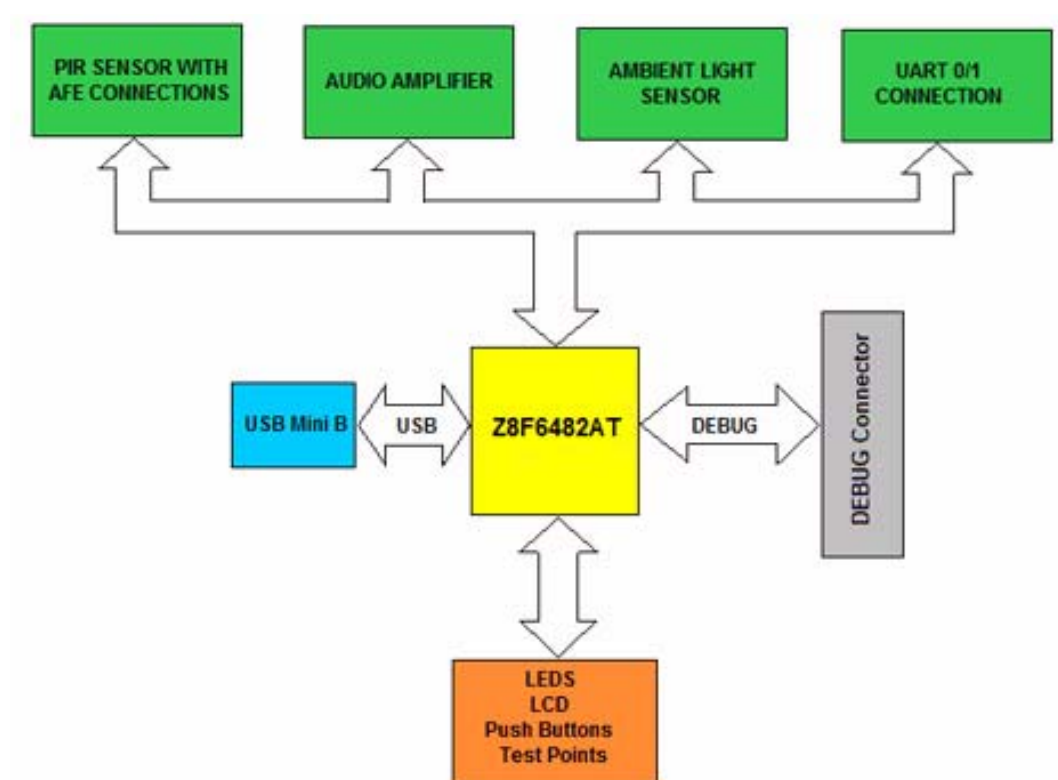 PIR SENSOR WITH
AFE CONNECTIONS
AUDIO AMPLIFIER
AMBIENT LIGHT
SENSOR
UART 0/1
CONNECTION
USB Mini B
USB
Z8F6482AT
DEBUG
DEBUG Connector
LEDS
LCD
Push Buttons
Test Points